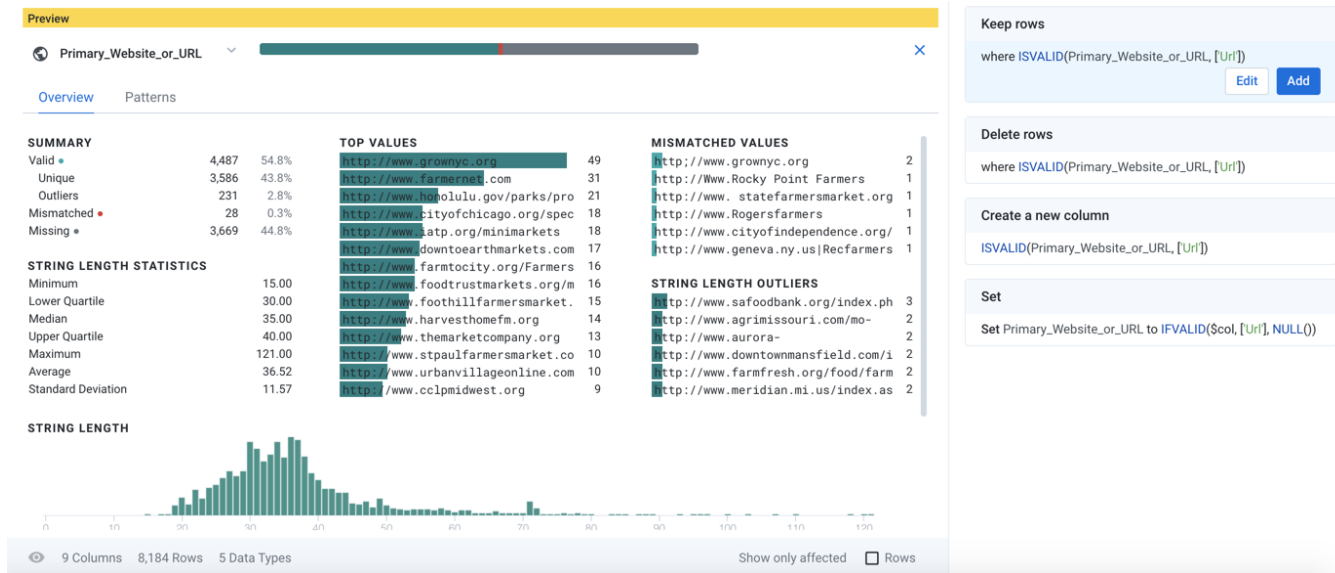 Preview
Primary_Website_or_URL
Overview Patterns
SUMMARY
Valid 4,487 54.8%
Unique 3,586 43.8%
Outliers 231 2.8%
Mismatched 28 0.3%
Missing 3,669 44.8%
STRING LENGTH STATISTICS
Minimum 15.00
Lower Quartile 30.00
Median 35.00
Upper Quartile 40.00
Maximum 121.00
Average 36.52
Standard Deviation 11.57
TOP VALUES
http://www.grownyc.org 49
http://www.farmernet.com 31
http://www.honolulu.gov/parks/pro 21
http://www.cityofchicago.org/spec 18
http://www.iatp.org/minimarkets 18
http://www.downtoearthmarkets.com 17
http://www.farmtocity.org/Farmers 16
http://www.foodtrustmarkets.org/m 16
http://www.foothillfarmersmarket. 15
http://www.harvesthomefm.org 14
http://www.themarketcompany.org 13
http://www.stpaulfarmersmarket.co 10
http://www.urbanvillageonline.com 10
http://www.cclpmidwest.org 9
MISMATCHED VALUES
http;//www.grownyc.org 2
http://Www.Rocky Point Farmers 1
http://www. statefarmersmarket.org 1
http://www.Rogersfarmers 1
http://www.cityofindependence.org/ 1
http://www.geneva.ny.us|Recfarmers 1
STRING LENGTH OUTLIERS
http://www.safoodbank.org/index.ph 3
http://www.agrimissouri.com/mo- 2
http://www.aurora- 2
http://www.downtownmansfield.com/i 2
http://www.farmfresh.org/food/farm 2
http://www.meridian.mi.us/index.as 2
STRING LENGTH
0 10 20 30 40 50 60 70 80 90 100 110 120
9 Columns 8,184 Rows 5 Data Types Show only affected Rows
Keep rows
where ISVALID(Primary_Website_or_URL, ['Url'])
Edit Add
Delete rows
where ISVALID(Primary_Website_or_URL, ['Url'])
Create a new column
ISVALID(Primary_Website_or_URL, ['Url'])
Set
Set Primary_Website_or_URL to IFVALID($col, ['Url'], NULL())